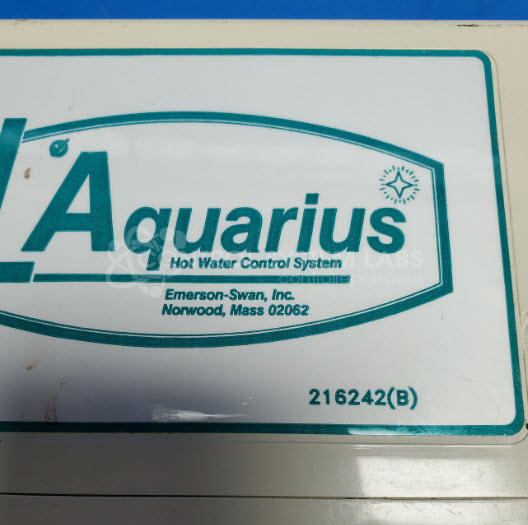 Aquarius
Hot Water Control System
Emerson-Swan, Inc.
Norwood, Mass 02062
216242(B)